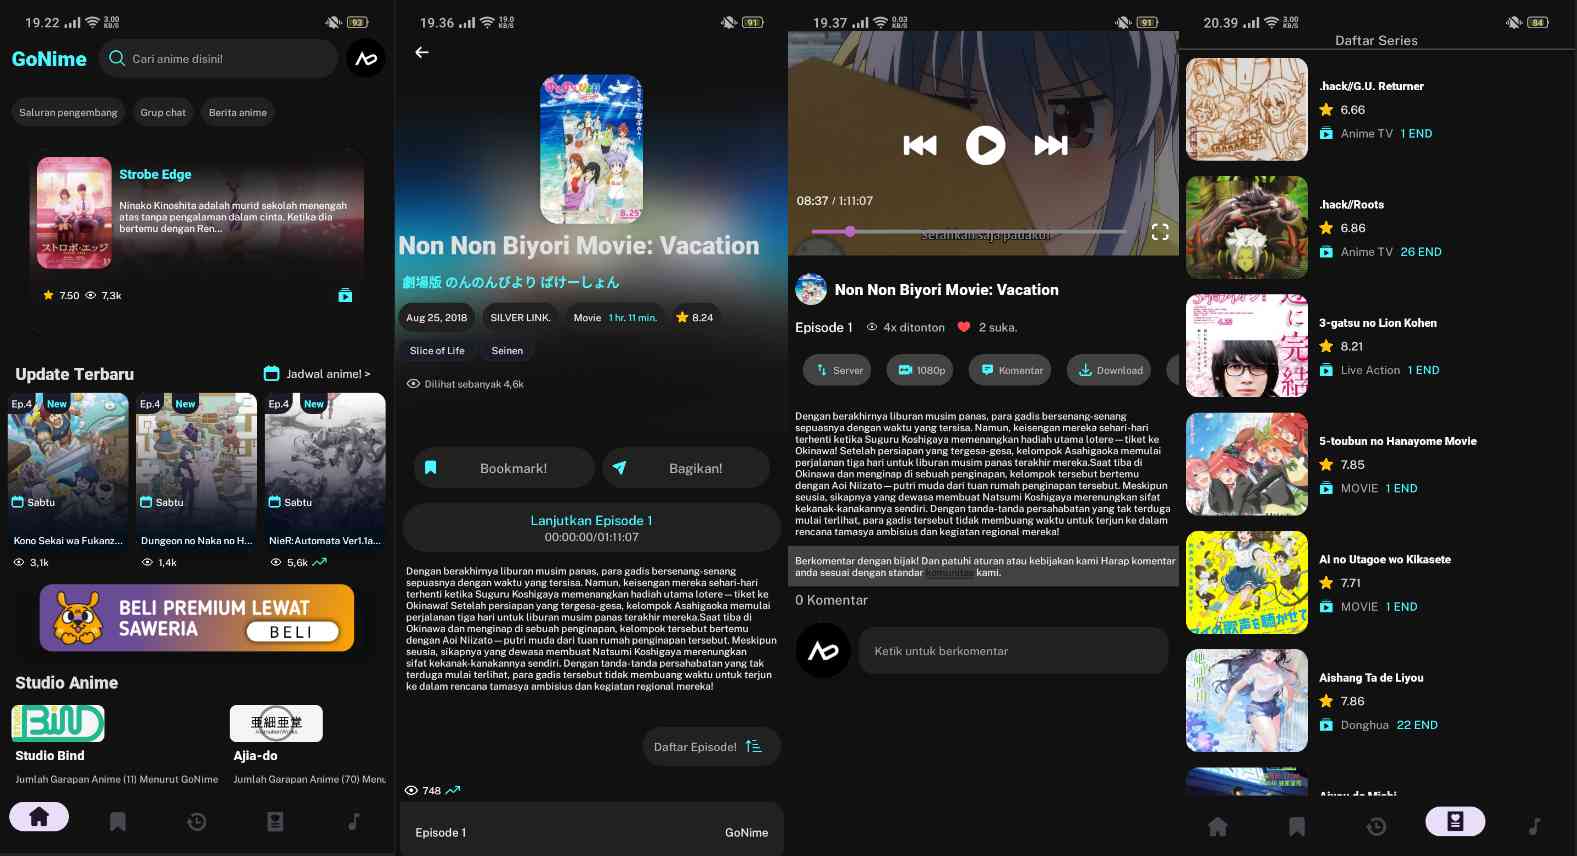 19.22
3.00
KB/S
93
GoNime
Cari anime disini!
Saluran pengembang
Grup chat
Berita anime
Strobe Edge
Ninako Kinoshita adalah murid sekolah menengah
atas tanpa pengalaman dalam cinta. Ketika dia
bertemu dengan Ren...
ストロボ・エッジ
7.50
7,3k
Update Terbaru
Jadwal anime! >
Ep.4 New
Ep.4 New
Ep.4 New
Sabtu
Sabtu
Sabtu
Kono Sekai wa Fukanz...
Dungeon no Naka no H...
NieR:Automata Ver1.1a...
3,1k
1,4k
5,6k
BELI PREMIUM LEWAT
SAWERIA
BELI
Studio Anime
STUDIO BIND
亜細亜堂
Studio Bind
Ajia-do
Jumlah Garapan Anime (11) Menurut GoNime
Jumlah Garapan Anime (70) Menu
19.36
19.0
KB/S
91
8.25
Non Non Biyori Movie: Vacation
劇場版 のんのんびより ばけーしょん
Aug 25, 2018
SILVER LINK.
Movie 1 hr. 11 min.
8.24
Slice of Life
Seinen
Dilihat sebanyak 4,6k
Bookmark!
Bagikan!
Lanjutkan Episode 1
00:00:00/01:11:07
Dengan berakhirnya liburan musim panas, para gadis bersenang-senang
sepuasnya dengan waktu yang tersisa. Namun, keisengan mereka sehari-hari
terhenti ketika Suguru Koshigaya memenangkan hadiah utama lotere—tiket ke
Okinawa! Setelah persiapan yang tergesa-gesa, kelompok Asahigaoka memulai
perjalanan tiga hari untuk liburan musim panas terakhir mereka.Saat tiba di
Okinawa dan menginap di sebuah penginapan, kelompok tersebut bertemu
dengan Aoi Niizato—putri muda dari tuan rumah penginapan tersebut. Meskipun
seusia, sikapnya yang dewasa membuat Natsumi Koshigaya merenungkan
sifat kekanak-kanakannya sendiri. Dengan tanda-tanda persahabatan yang tak
terduga mulai terlihat, para gadis tersebut tidak membuang waktu untuk terjun
ke dalam rencana tamasya ambisius dan kegiatan regional mereka!
Daftar Episode!
748
Episode 1
GoNime
19.37
0.03
KB/S
91
08:37 / 1:11:07
Serahkan saja padaku!
Non Non Biyori Movie: Vacation
Episode 1
4x ditonton
2 suka.
Server
1080p
Komentar
Download
Dengan berakhirnya liburan musim panas, para gadis bersenang-senang
sepuasnya dengan waktu yang tersisa. Namun, keisengan mereka sehari-hari
terhenti ketika Suguru Koshigaya memenangkan hadiah utama lotere—tiket ke
Okinawa! Setelah persiapan yang tergesa-gesa, kelompok Asahigaoka memulai
perjalanan tiga hari untuk liburan musim panas terakhir mereka.Saat tiba di
Okinawa dan menginap di sebuah penginapan, kelompok tersebut bertemu
dengan Aoi Niizato—putri muda dari tuan rumah penginapan tersebut. Meskipun
seusia, sikapnya yang dewasa membuat Natsumi Koshigaya merenungkan sifat
kekanak-kanakannya sendiri. Dengan tanda-tanda persahabatan yang tak terduga
mulai terlihat, para gadis tersebut tidak membuang waktu untuk terjun ke dalam
rencana tamasya ambisius dan kegiatan regional mereka!
Berkomentar dengan bijak! Dan patuhi aturan atau kebijakan kami Harap komentar
anda sesuai dengan standar komunitas kami.
0 Komentar
Ketik untuk berkomentar
20.39
3.00
KB/S
84
Daftar Series
.hack//G.U. Returner
6.66
Anime TV 1 END
.hack//Roots
6.86
Anime TV 26 END
3-gatsu no Lion Kohen
8.21
Live Action 1 END
5-toubun no Hanayome Movie
7.85
MOVIE 1 END
Ai no Utagoe wo Kikasete
7.71
MOVIE 1 END
Aishang Ta de Liyou
7.86
Donghua 22 END